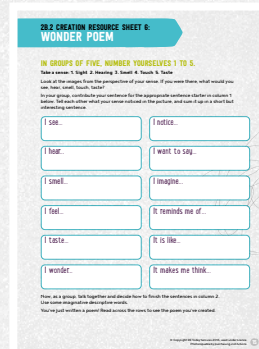 2B.2 CREATION RESOURCE SHEET 6:
WONDER POEM
IN GROUPS OF FIVE, NUMBER YOURSELVES 1 TO 5.
Take a sense: 1. Sight 2. Hearing 3. Smell 4. Touch 5. Taste
Look at the images from the perspective of your sense. If you were there, what would you
see, hear, smell, touch, taste?
In your group, contribute your sentence for the appropriate sentence starter in column 1
below. Tell each other what your sense noticed in the picture, and sum it up in a short but
interesting sentence.
I see... I notice...
I hear... I want to say...
I smell... I imagine...
I feel... It reminds me of...
I taste... It is like...
I wonder... It makes me think...
Now, as a group, talk together and decide how to finish the sentences in column 2.
Use some imaginative descriptive words.
You've just written a poem! Read across the rows to see the poem you've created.